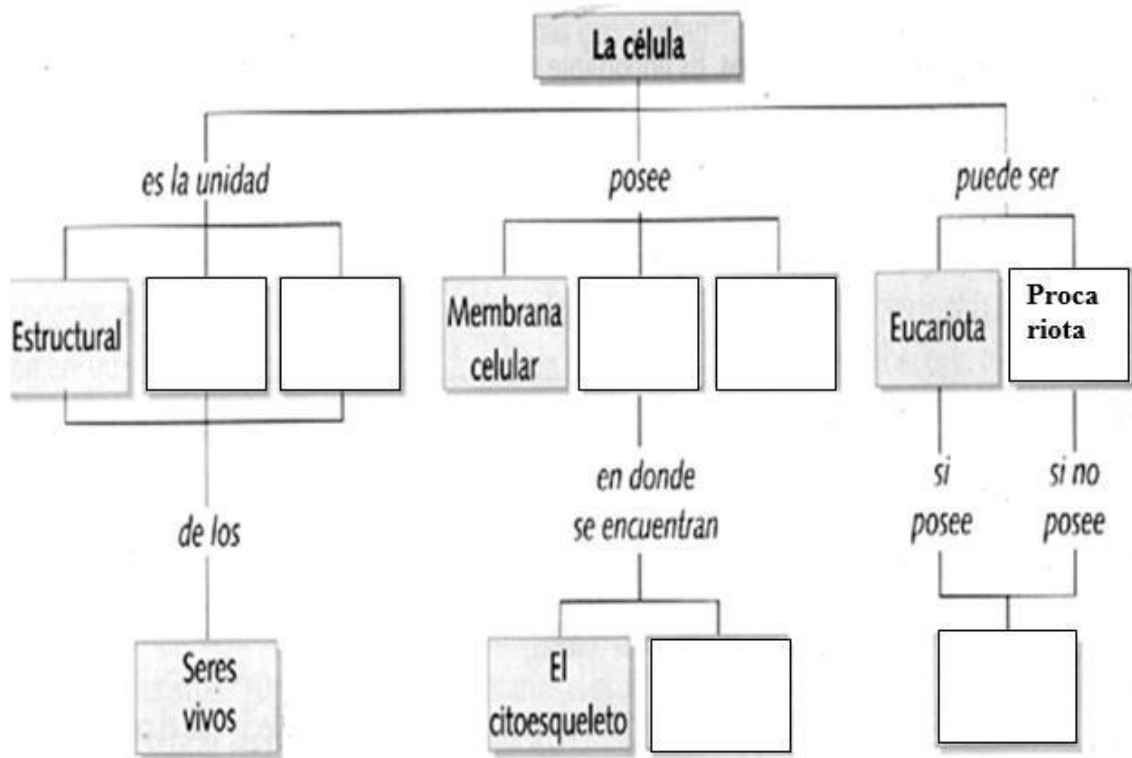 La célula
es la unidad
posee
puede ser
Estructural
Membrana
celular
Eucariota
Proca
riota
en donde
se encuentran
si
posee
si no
posee
de los
Seres
vivos
El
citoesqueleto